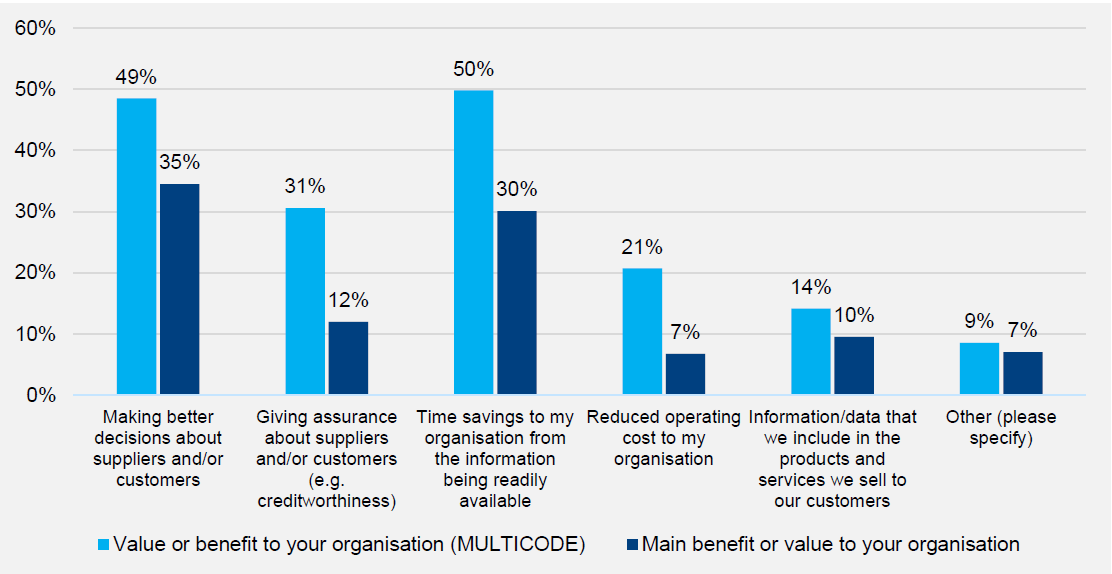 60%
50%
40%
30%
20%
10%
0%
49%
35%
31%
12%
50%
30%
21%
7%
14%
10%
9%
7%
Making better
decisions about
suppliers and/or
customers
Giving assurance
about suppliers
and/or customers
(e.g.
creditworthiness)
Time savings to my
organisation from
the information
being readily
available
Reduced operating
cost to my
organisation
Information/data that
we include in the
products and
services we sell to
our customers
Other (please
specify)
Value or benefit to your organisation (MULTICODE)
Main benefit or value to your organisation